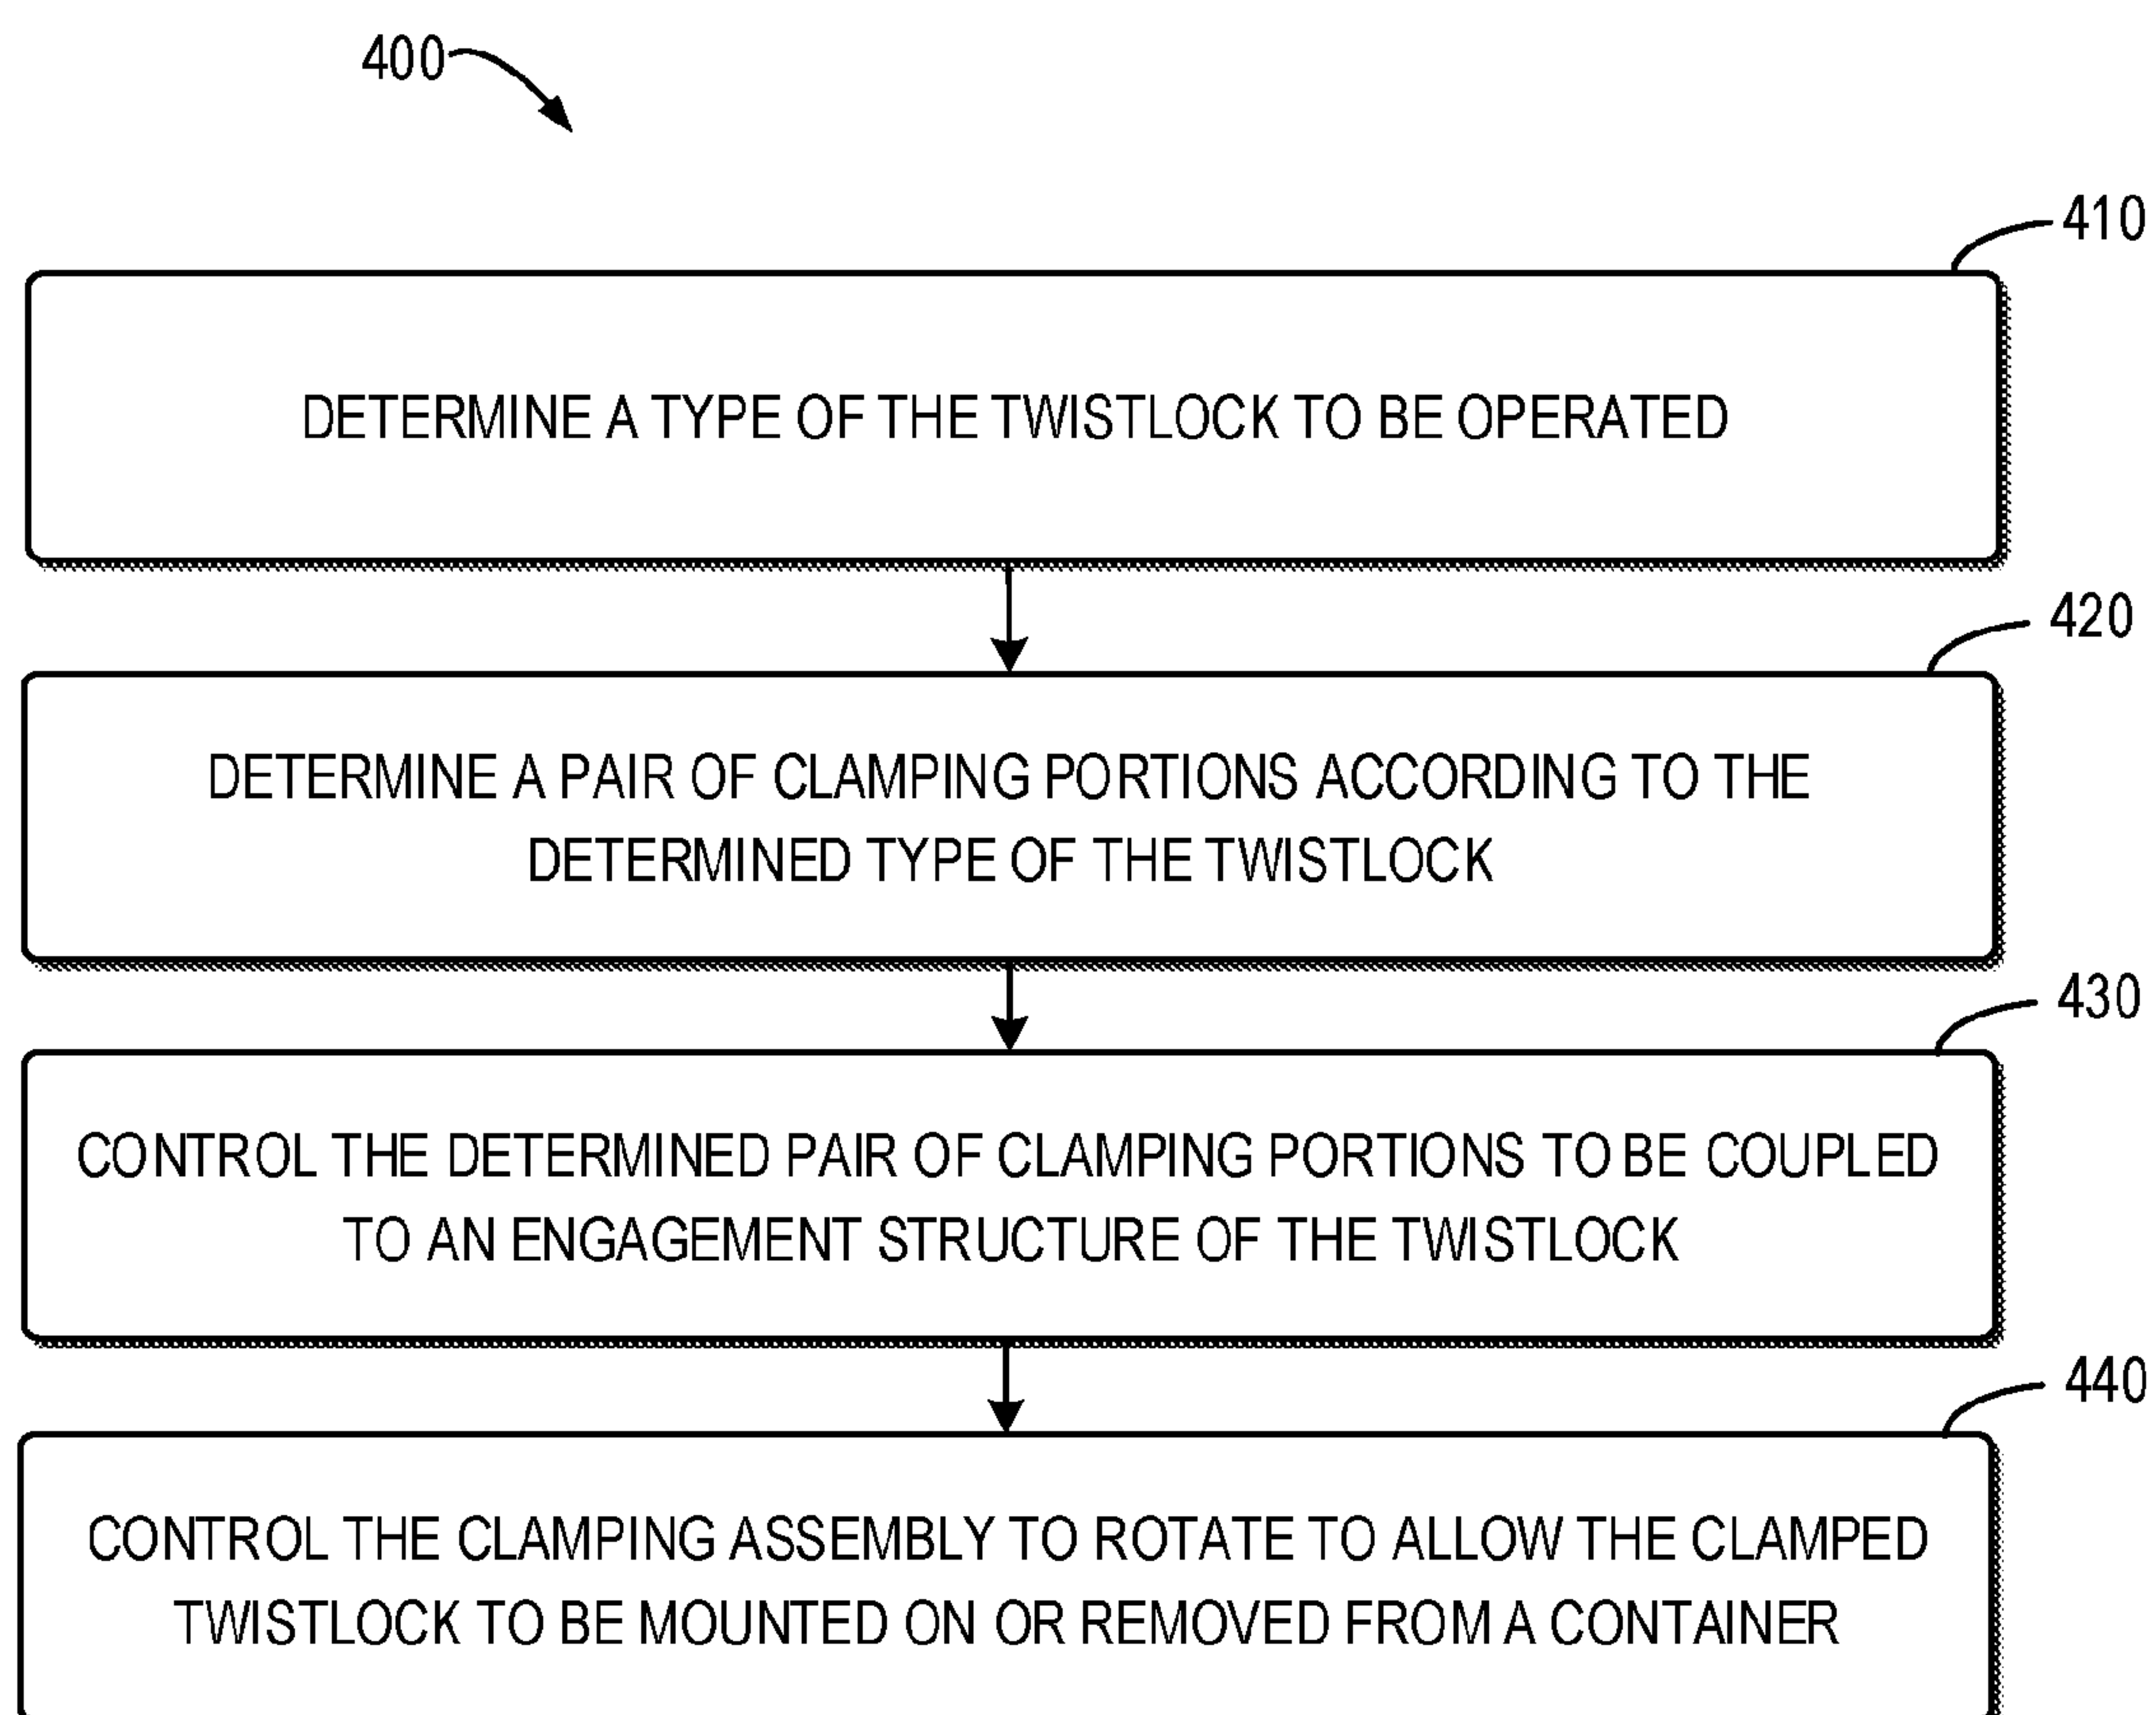 400
410
DETERMINE A TYPE OF THE TWISTLOCK TO BE OPERATED
420
DETERMINE A PAIR OF CLAMPING PORTIONS ACCORDING TO THE
DETERMINED TYPE OF THE TWISTLOCK
430
CONTROL THE DETERMINED PAIR OF CLAMPING PORTIONS TO BE COUPLED
TO AN ENGAGEMENT STRUCTURE OF THE TWISTLOCK
440
CONTROL THE CLAMPING ASSEMBLY TO ROTATE TO ALLOW THE CLAMPED
TWISTLOCK TO BE MOUNTED ON OR REMOVED FROM A CONTAINER